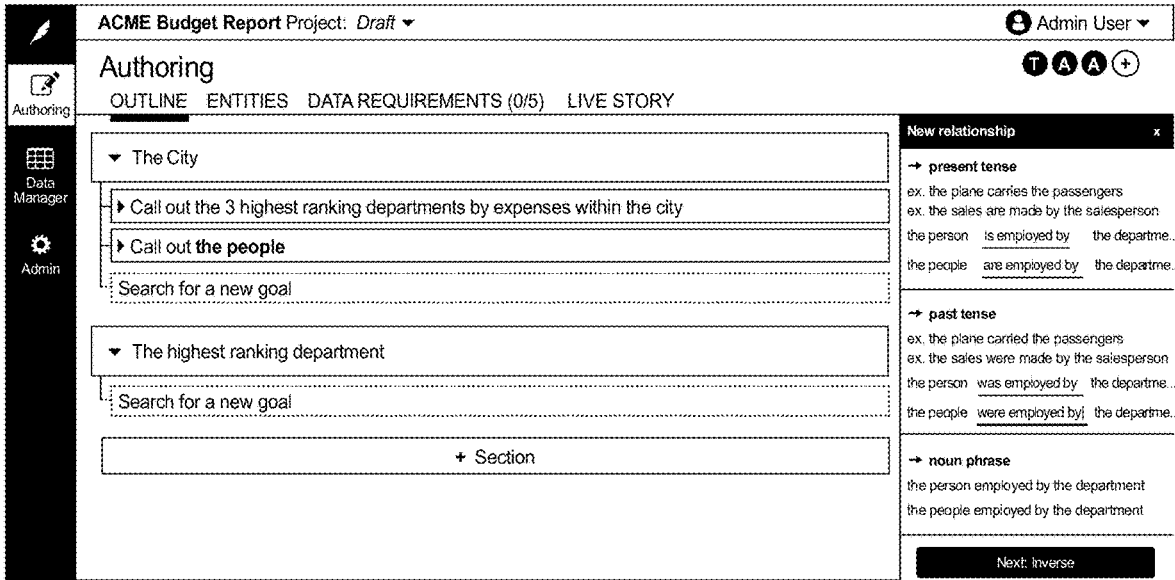 ACME Budget Report Project: Draft
Admin User
Authoring
T A A +
OUTLINE ENTITIES DATA REQUIREMENTS (0/5) LIVE STORY
Authoring
Data
Manager
Admin
The City
Call out the 3 highest ranking departments by expenses within the city
Call out the people
Search for a new goal
The highest ranking department
Search for a new goal
+ Section
New relationship x
→ present tense
ex. the plane carries the passengers
ex. the sales are made by the salesperson
the person is employed by the departme...
the people are employed by the departme...
→ past tense
ex. the plane carried the passengers
ex. the sales were made by the salesperson
the person was employed by the departme...
the people were employed by the departme...
→ noun phrase
the person employed by the department
the people employed by the department
Next: Inverse